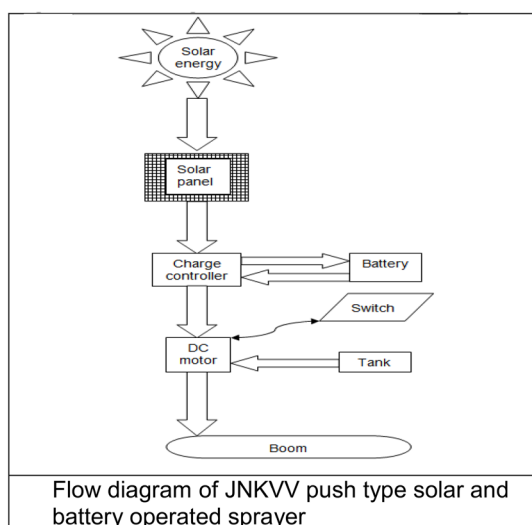 Solar
energy
Solar
panel
Charge
controller
Battery
Switch
DC
motor
Tank
Boom
Flow diagram of JNKVV push type solar and
battery operated sprayer